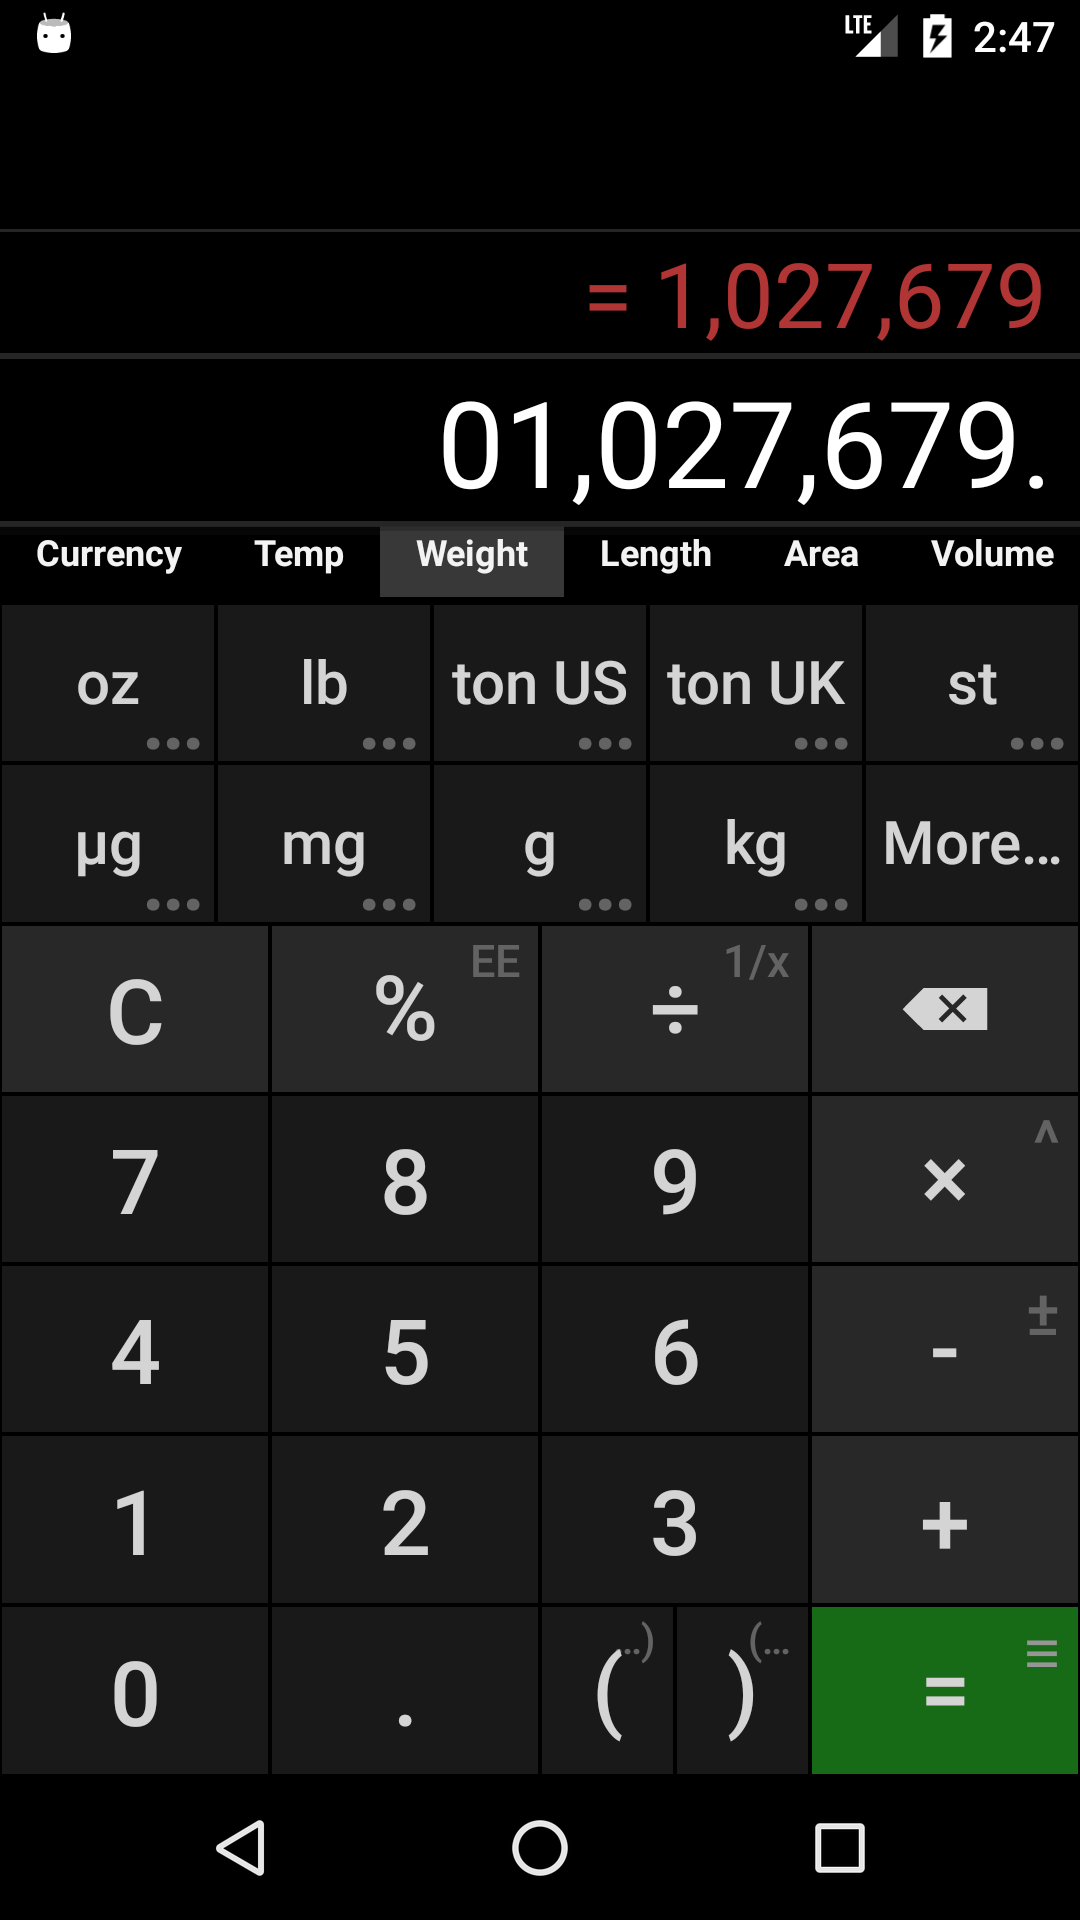 LTE 2:47
= 1,027,679
01,027,679.
Currency Temp Weight Length Area Volume
oz lb ton US ton UK st
µg mg g kg More...
C % EE ÷ 1/x
7 8 9 × ^
4 5 6 - ±
1 2 3 +
0 . ( ..) ) (... =